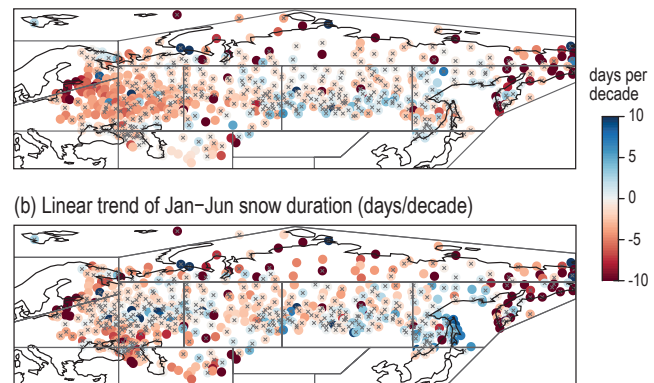 days per
decade
10
5
0
−5
−10
(b) Linear trend of Jan−Jun snow duration (days/decade)